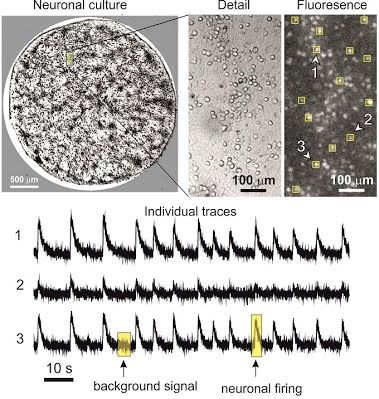 Neuronal culture
Detail
Fluoresence
1
2
3
500 µm
100 µm
100 µm
Individual traces
1
2
3
10 s
background signal
neuronal firing